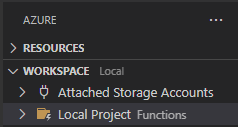 AZURE
RESOURCES
WORKSPACE Local
Attached Storage Accounts
Local Project Functions